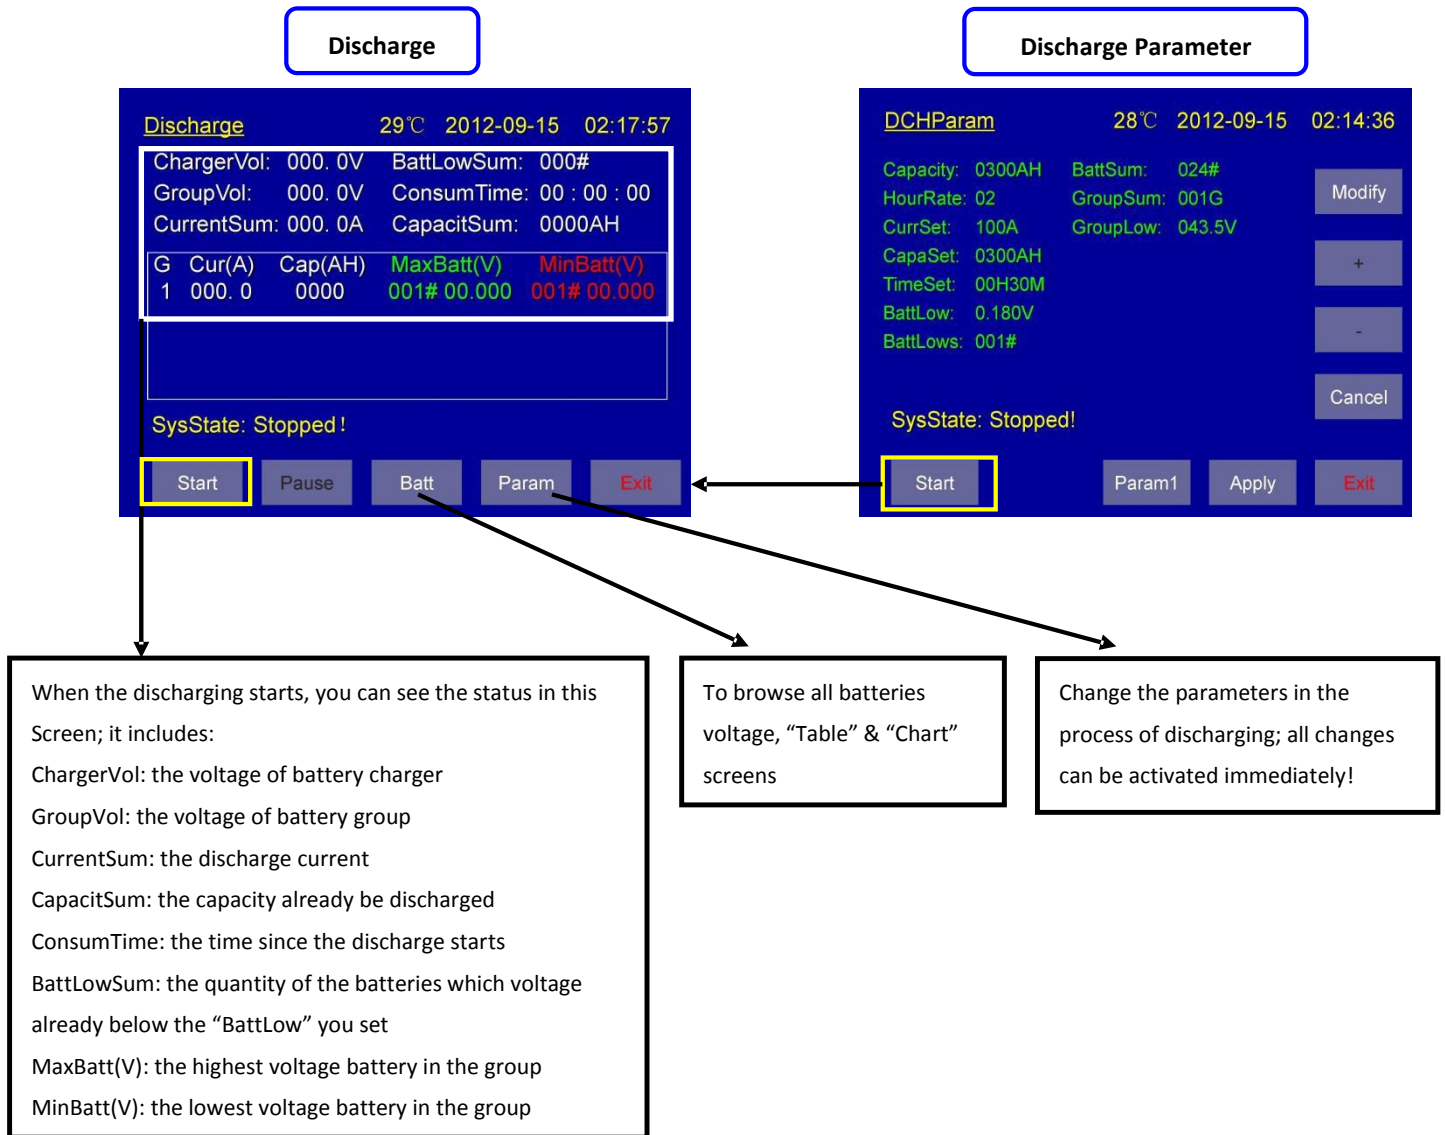 Discharge
Discharge Parameter
Discharge 29℃ 2012-09-15 02:17:57
ChargerVol: 000. 0V BattLowSum: 000#
GroupVol: 000. 0V ConsumTime: 00 : 00 : 00
CurrentSum: 000. 0A CapacitSum: 0000AH
G Cur(A) Cap(AH) MaxBatt(V) MinBatt(V)
1 000. 0 0000 001# 00.000 001# 00.000
SysState: Stopped!
Start Pause Batt Param Exit
DCHParam 28℃ 2012-09-15 02:14:36
Capacity: 0300AH BattSum: 024#
HourRate: 02 GroupSum: 001G
CurrSet: 100A GroupLow: 043.5V
CapaSet: 0300AH
TimeSet: 00H30M
BattLow: 0.180V
BattLows: 001#
Modify
+
-
Cancel
SysState: Stopped!
Start Param1 Apply Exit
When the discharging starts, you can see the status in this
Screen; it includes:
ChargerVol: the voltage of battery charger
GroupVol: the voltage of battery group
CurrentSum: the discharge current
CapacitSum: the capacity already be discharged
ConsumTime: the time since the discharge starts
BattLowSum: the quantity of the batteries which voltage
already below the “BattLow” you set
MaxBatt(V): the highest voltage battery in the group
MinBatt(V): the lowest voltage battery in the group
To browse all batteries
voltage, “Table” & “Chart”
screens
Change the parameters in the
process of discharging; all changes
can be activated immediately!